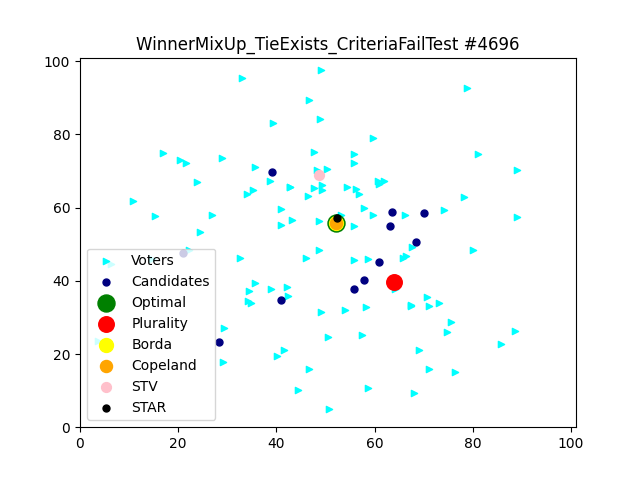 WinnerMixUp_TieExists_CriteriaFailTest #4696
100
80
60
40
20
0
Voters
Candidates
Optimal
Plurality
Borda
Copeland
STV
STAR
0 20 40 60 80 100